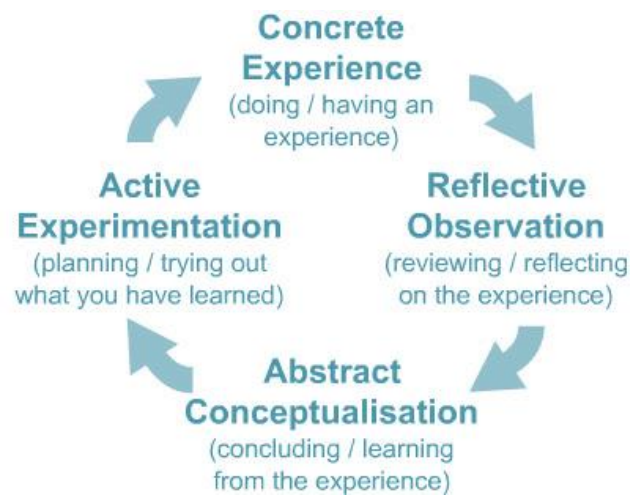 Concrete
Experience
(doing / having an
experience)
Reflective
Observation
(reviewing / reflecting
on the experience)
Abstract
Conceptualisation
(concluding / learning
from the experience)
Active
Experimentation
(planning / trying out
what you have learned)